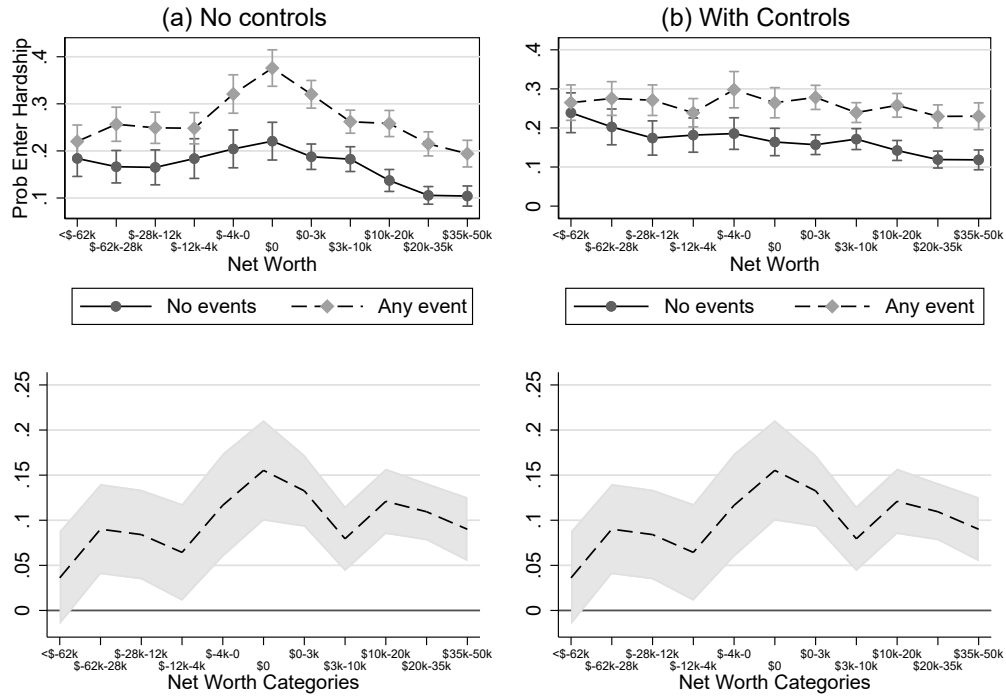 (a) No controls
(b) With Controls
Prob Enter Hardship
.4
.3
.2
.1
.4
.3
.2
.1
0
<$-62k $-28k-12k $-4k-0 $0-3k $10k-20k $35k-50k
$-62k-28k $-12k-4k $0 $3k-10k $20k-35k
Net Worth
<$-62k $-28k-12k $-4k-0 $0-3k $10k-20k $35k-50k
$-62k-28k $-12k-4k $0 $3k-10k $20k-35k
Net Worth
No events Any event
No events Any event
.25
.2
.15
.1
.05
0
<$-62k $-28k-12k $-4k-0 $0-3k $10k-20k $35k-50k
$-62k-28k $-12k-4k $0 $3k-10k $20k-35k
Net Worth Categories
.25
.2
.15
.1
.05
0
<$-62k $-28k-12k $-4k-0 $0-3k $10k-20k $35k-50k
$-62k-28k $-12k-4k $0 $3k-10k $20k-35k
Net Worth Categories